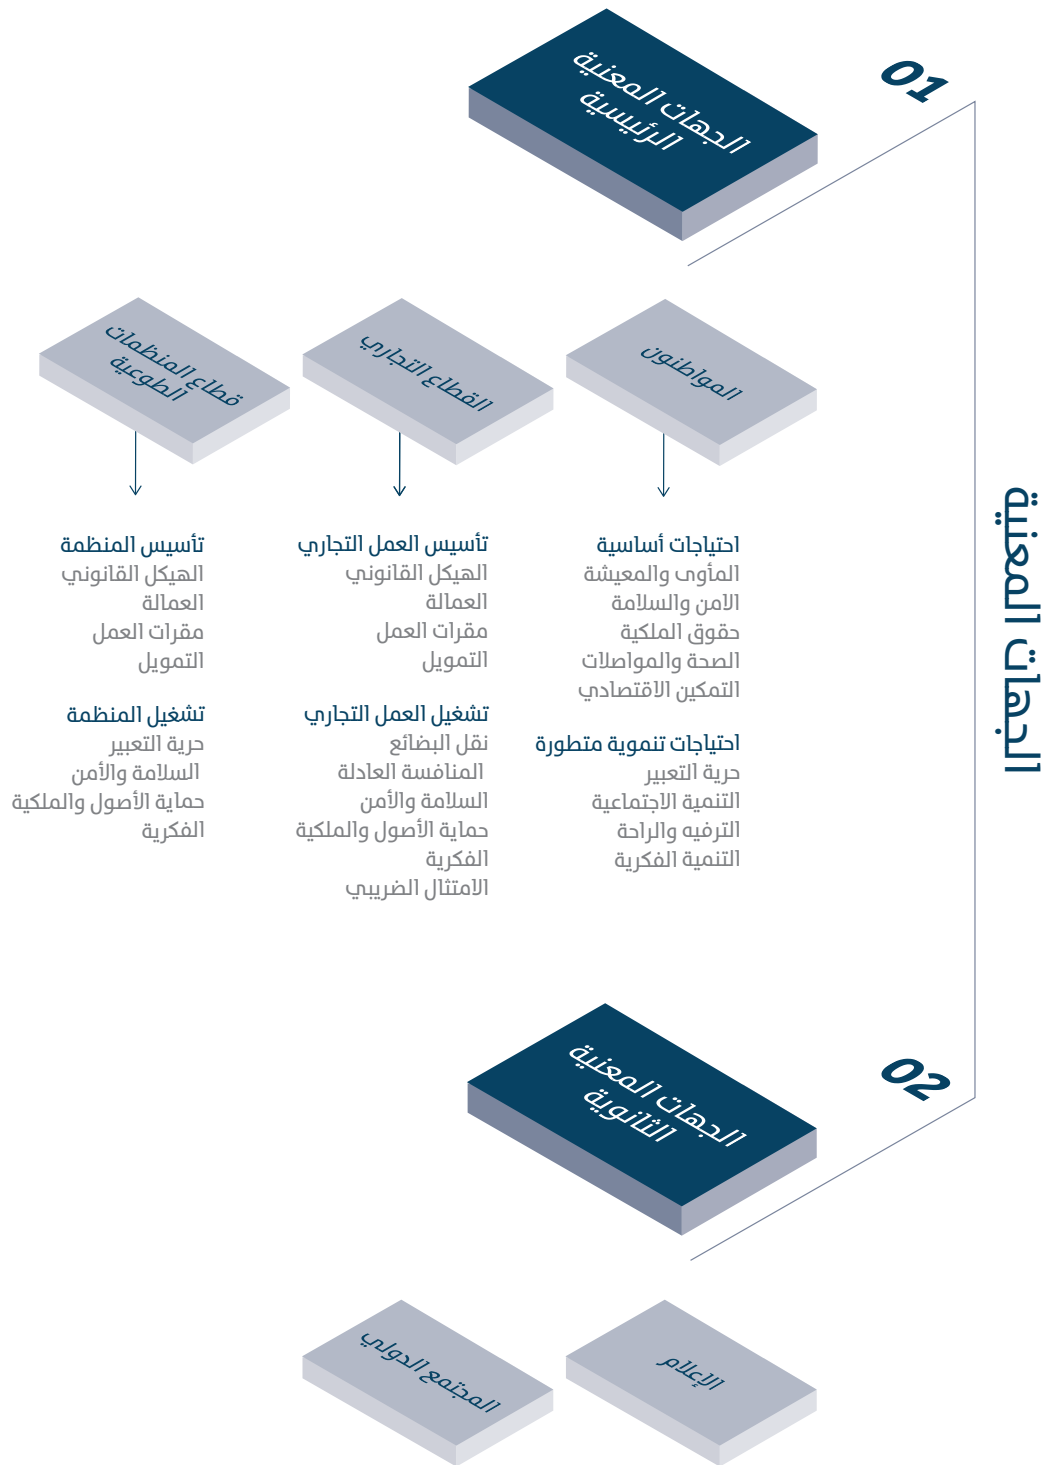 الجهات المعنية
01
الجهات المعنية
الرئيسية
المواطنون
احتياجات أساسية
المأوى والمعيشة
الامن والسلامة
حقوق الملكية
الصحة والمواصلات
التمكين الاقتصادي
احتياجات تنموية متطورة
حرية التعبير
التنمية الاجتماعية
الترفيه والراحة
التنمية الفكرية
القطاع التجاري
تأسيس العمل التجاري
الهيكل القانوني
العمالة
مقرات العمل
التمويل
تشغيل العمل التجاري
نقل البضائع
المنافسة العادلة
السلامة والأمن
حماية الأصول والملكية
الفكرية
الامتثال الضريبي
قطاع المنظمات
الطوعية
تأسيس المنظمة
الهيكل القانوني
العمالة
مقرات العمل
التمويل
تشغيل المنظمة
حرية التعبير
السلامة والأمن
حماية الأصول والملكية
الفكرية
02
الجهات المعنية
الثانوية
الإعلام
المجتمع الدولي